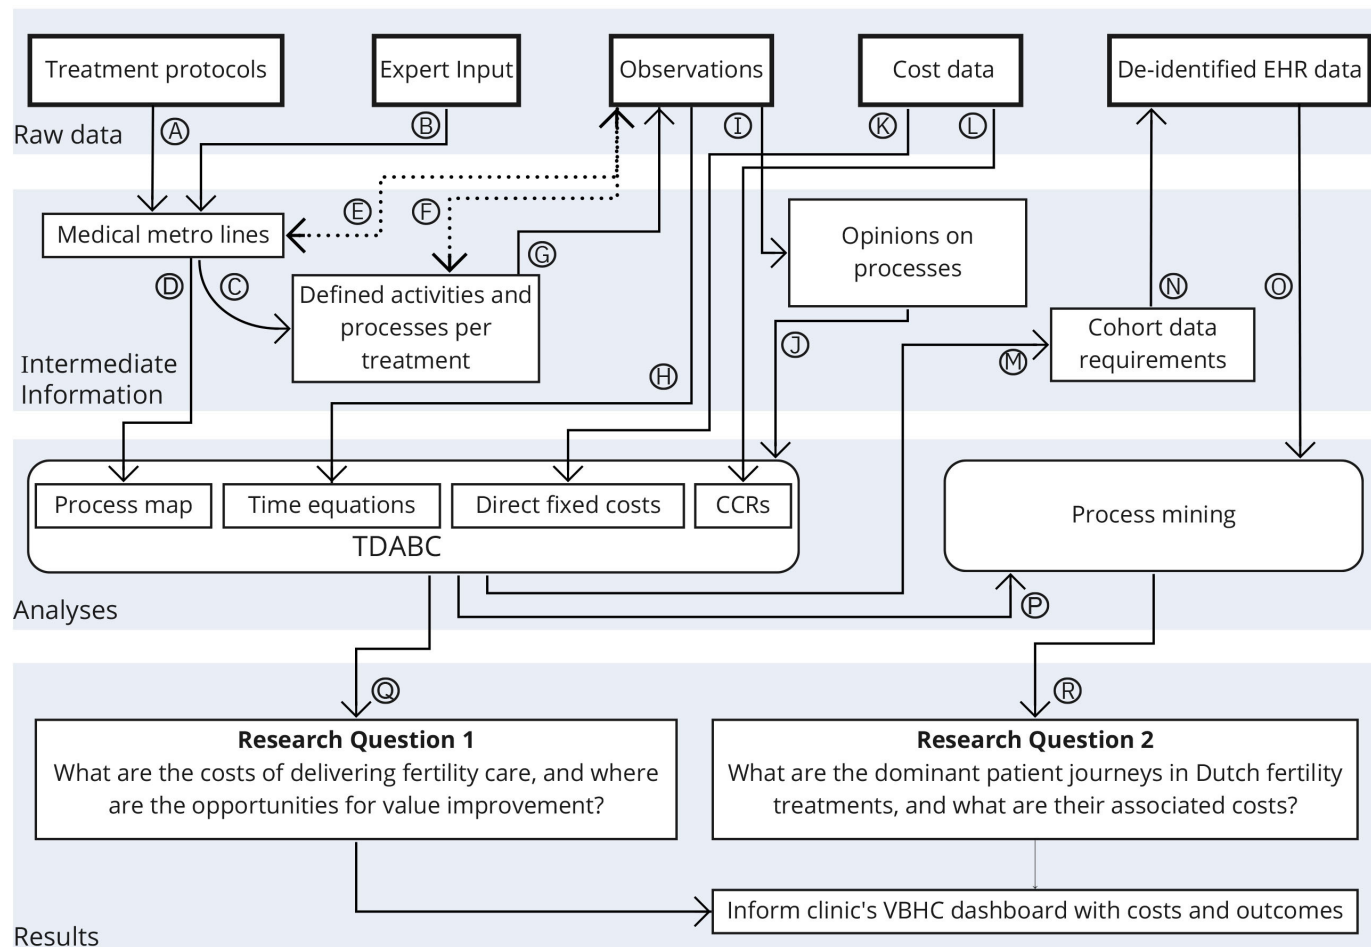 Treatment protocols
Expert Input
Observations
Cost data
De-identified EHR data
Raw data
Ⓐ
Ⓑ
Ⓘ
Ⓚ
Ⓛ
Ⓔ
Ⓕ
Medical metro lines
Ⓖ
Opinions on
processes
Ⓓ
Ⓒ
Ⓝ
Ⓞ
Defined activities and
processes per
treatment
Cohort data
requirements
Ⓙ
Ⓜ
Ⓗ
Intermediate
Information
Process map
Time equations
Direct fixed costs
CCRs
TDABC
Process mining
Analyses
Ⓟ
Ⓠ
Ⓡ
Research Question 1
What are the costs of delivering fertility care, and where
are the opportunities for value improvement?
Research Question 2
What are the dominant patient journeys in Dutch fertility
treatments, and what are their associated costs?
Inform clinic's VBHC dashboard with costs and outcomes
Results